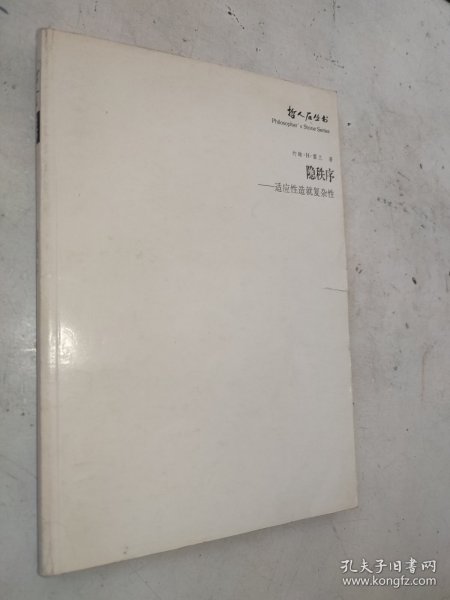 哲人石丛书
Philosopher's Stone Series
约翰·H·霍兰 著
隐秩序
——适应性造就复杂性
孔夫子旧书网
www.kongfz.com